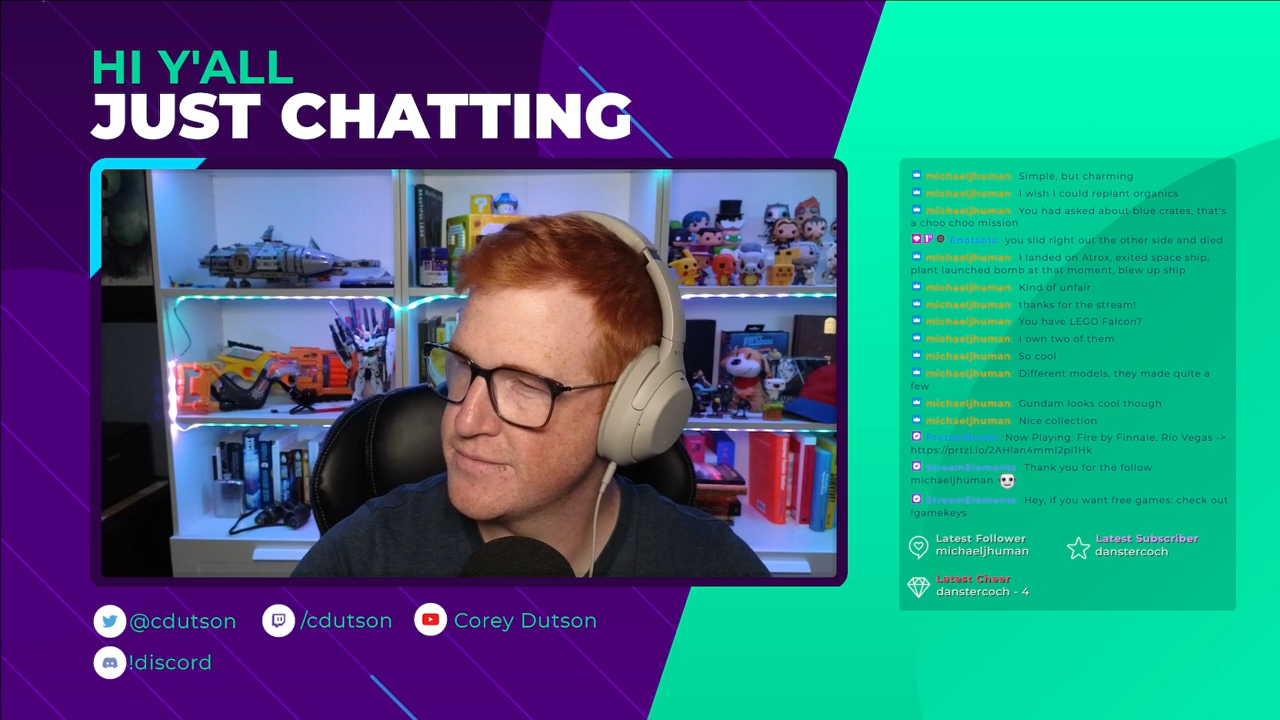 HI Y'ALL
JUST CHATTING
michaeljhuman: Simple, but charming
michaeljhuman: I wish I could replant organics
michaeljhuman: You had asked about blue crates, that's
a choo choo mission
Enotsola: you slid right out the other side and died
michaeljhuman: I landed on Atrox, exited space ship,
plant launched bomb at that moment, blew up ship
michaeljhuman: Kind of unfair
michaeljhuman: thanks for the stream!
michaeljhuman: You have LEGO Falcon?
michaeljhuman: I own two of them
michaeljhuman: So cool
michaeljhuman: Different models, they made quite a
few
michaeljhuman: Gundam looks cool though
michaeljhuman: Nice collection
Now Playing: Fire by Finnale, Rio Vegas ->
StreamElements: Thank you for the follow
michaeljhuman
StreamElements: Hey, if you want free games: check out
!gamekeys
Latest Follower
michaeljhuman
Latest Subscriber
danstercoch
Latest Cheer
danstercoch - 4
@cdutson
/cdutson
Corey Dutson
!discord